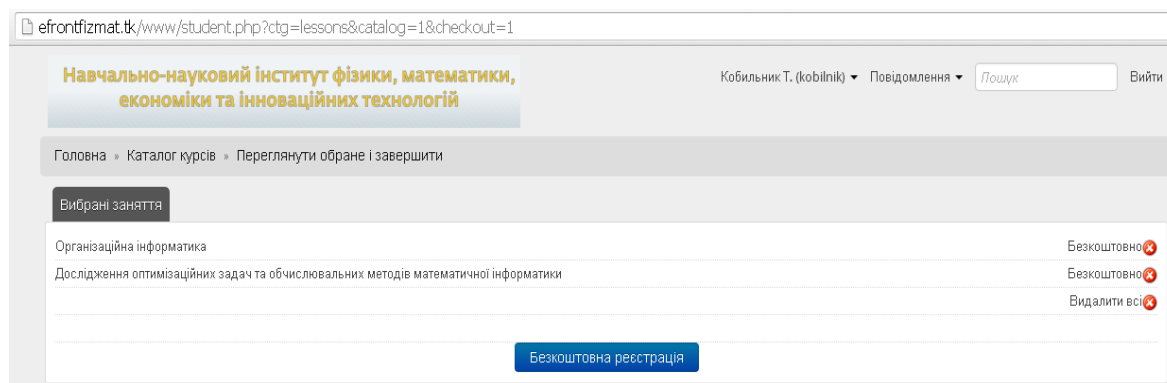 efrontfizmat.tk/www/student.php?ctg=lessons&catalog=1&checkout=1
Навчально-науковий інститут фізики, математики,
економіки та інноваційних технологій
Кобильник Т. (kobilnik) Повідомлення Пошук Вийти
Головна » Каталог курсів » Переглянути обране і завершити
Вибрані заняття
Організаційна інформатика Безкоштовно
Дослідження оптимізаційних задач та обчислювальних методів математичної інформатики Безкоштовно
Видалити всі
Безкоштовна реєстрація